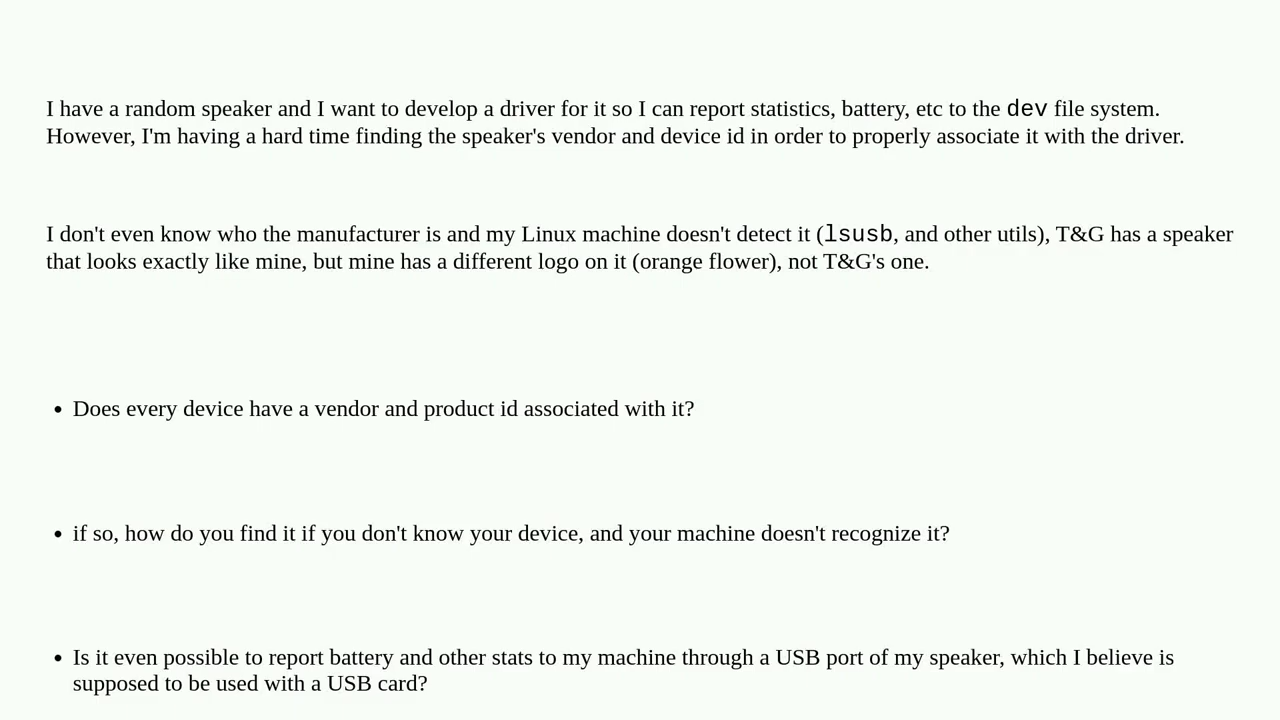 I have a random speaker and I want to develop a driver for it so I can report statistics, battery, etc to the dev file system.
However, I'm having a hard time finding the speaker's vendor and device id in order to properly associate it with the driver.
I don't even know who the manufacturer is and my Linux machine doesn't detect it (lsusb, and other utils), T&G has a speaker
that looks exactly like mine, but mine has a different logo on it (orange flower), not T&G's one.
• Does every device have a vendor and product id associated with it?
• if so, how do you find it if you don't know your device, and your machine doesn't recognize it?
• Is it even possible to report battery and other stats to my machine through a USB port of my speaker, which I believe is
supposed to be used with a USB card?